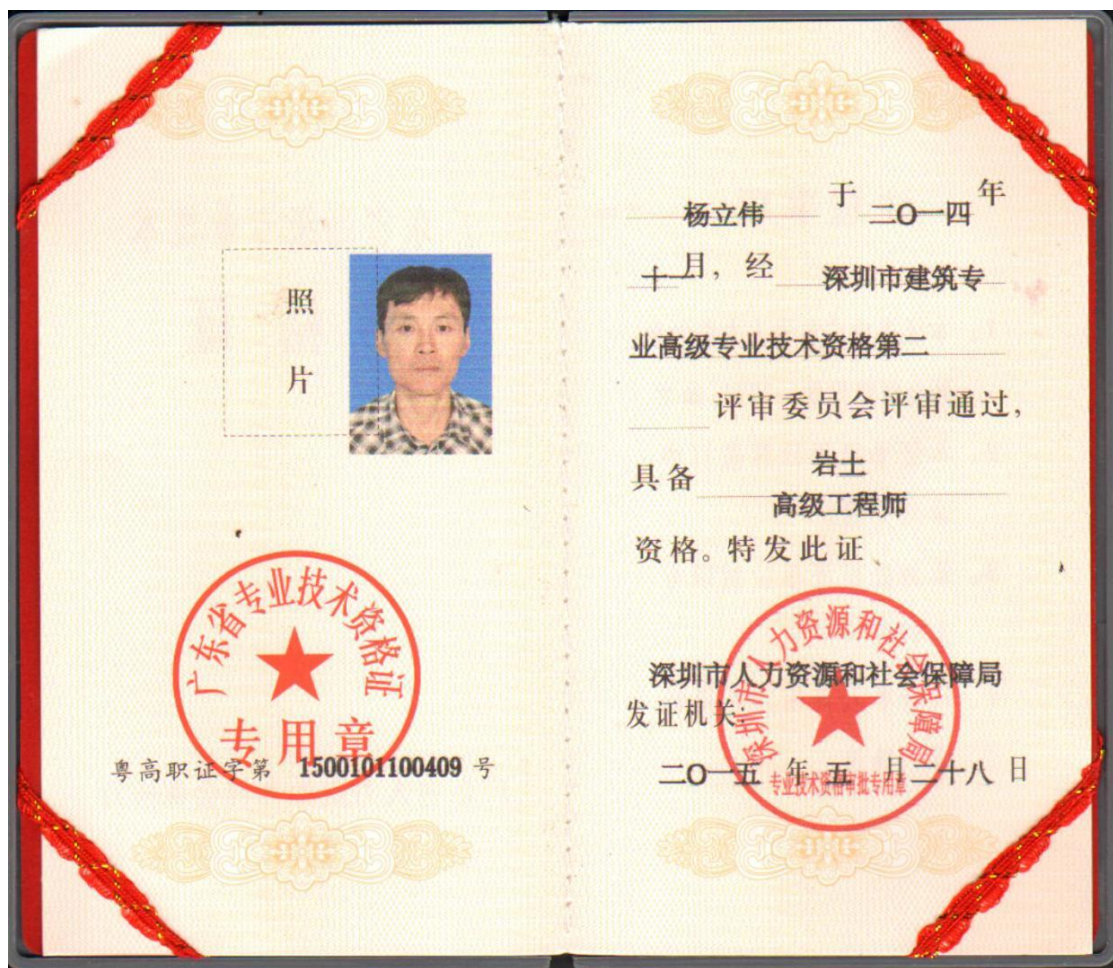 照
片
广东省专业技术资格证
专用章
粤高职证字第 1500101100409 号
杨立伟 于 二O一四 年
十一月，经 深圳市建筑专
业高级专业技术资格第二
评审委员会评审通过，
具备 岩土
高级工程师
资格。特发此证
深圳市人力资源和社会保障局
深圳市人力资源和社会保障局
发证机关：
二O一五 年 五 月二十八 日
专业技术资格审批专用章